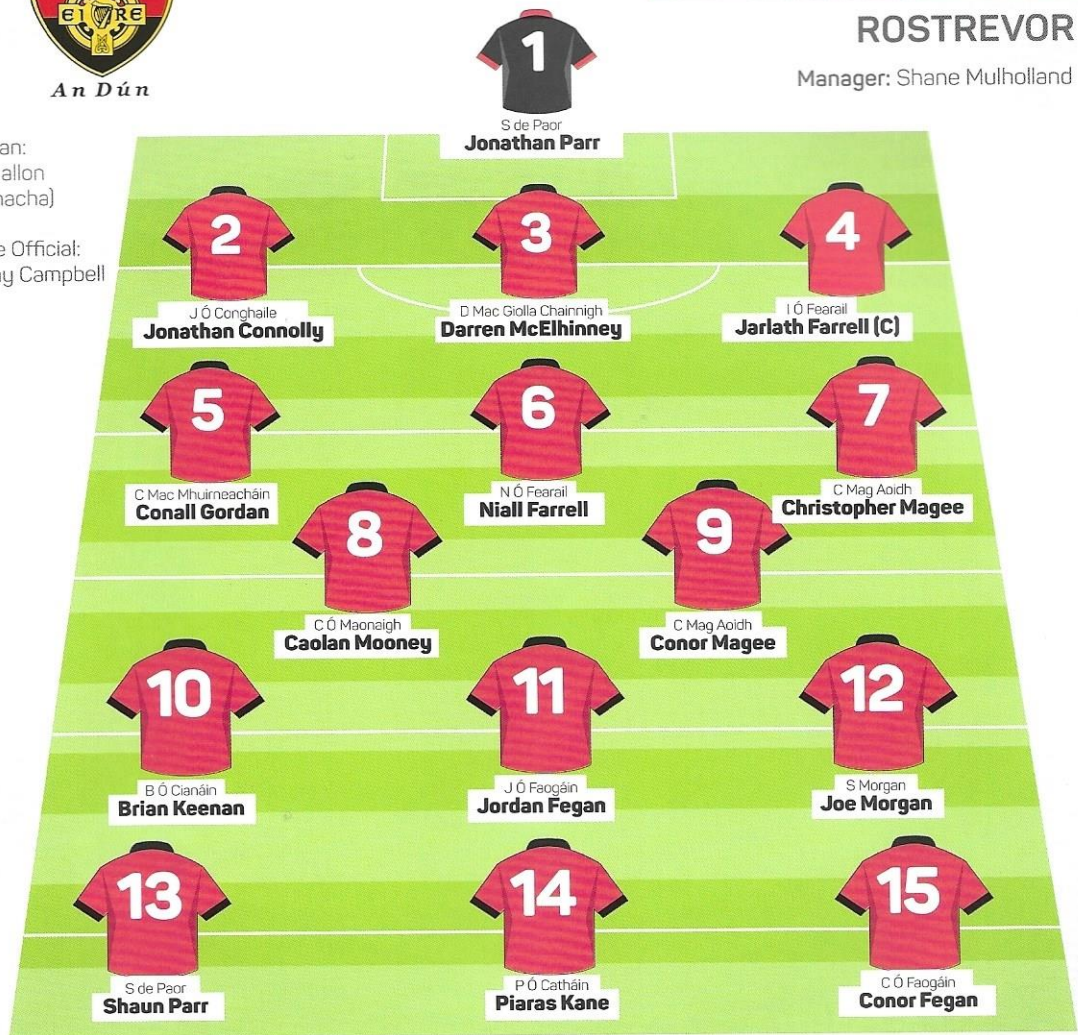 EI RE
An Dún
ROSTREVOR
Manager: Shane Mulholland
an:
allon
nacha)
e Official:
y Campbell
1
S de Paor
Jonathan Parr
2
J Ó Conghaile
Jonathan Connolly
3
D Mac Giolla Chainnigh
Darren McElhinney
4
I Ó Fearail
Jarlath Farrell (C)
5
C Mac Mhuirneacháin
Conall Gordan
6
N Ó Fearail
Niall Farrell
7
C Mag Aoidh
Christopher Magee
8
C Ó Maonaigh
Caolan Mooney
9
C Mag Aoidh
Conor Magee
10
B Ó Cianáin
Brian Keenan
11
J Ó Faogáin
Jordan Fegan
12
S Morgan
Joe Morgan
13
S de Paor
Shaun Parr
14
P Ó Catháin
Piaras Kane
15
C Ó Faogáin
Conor Fegan